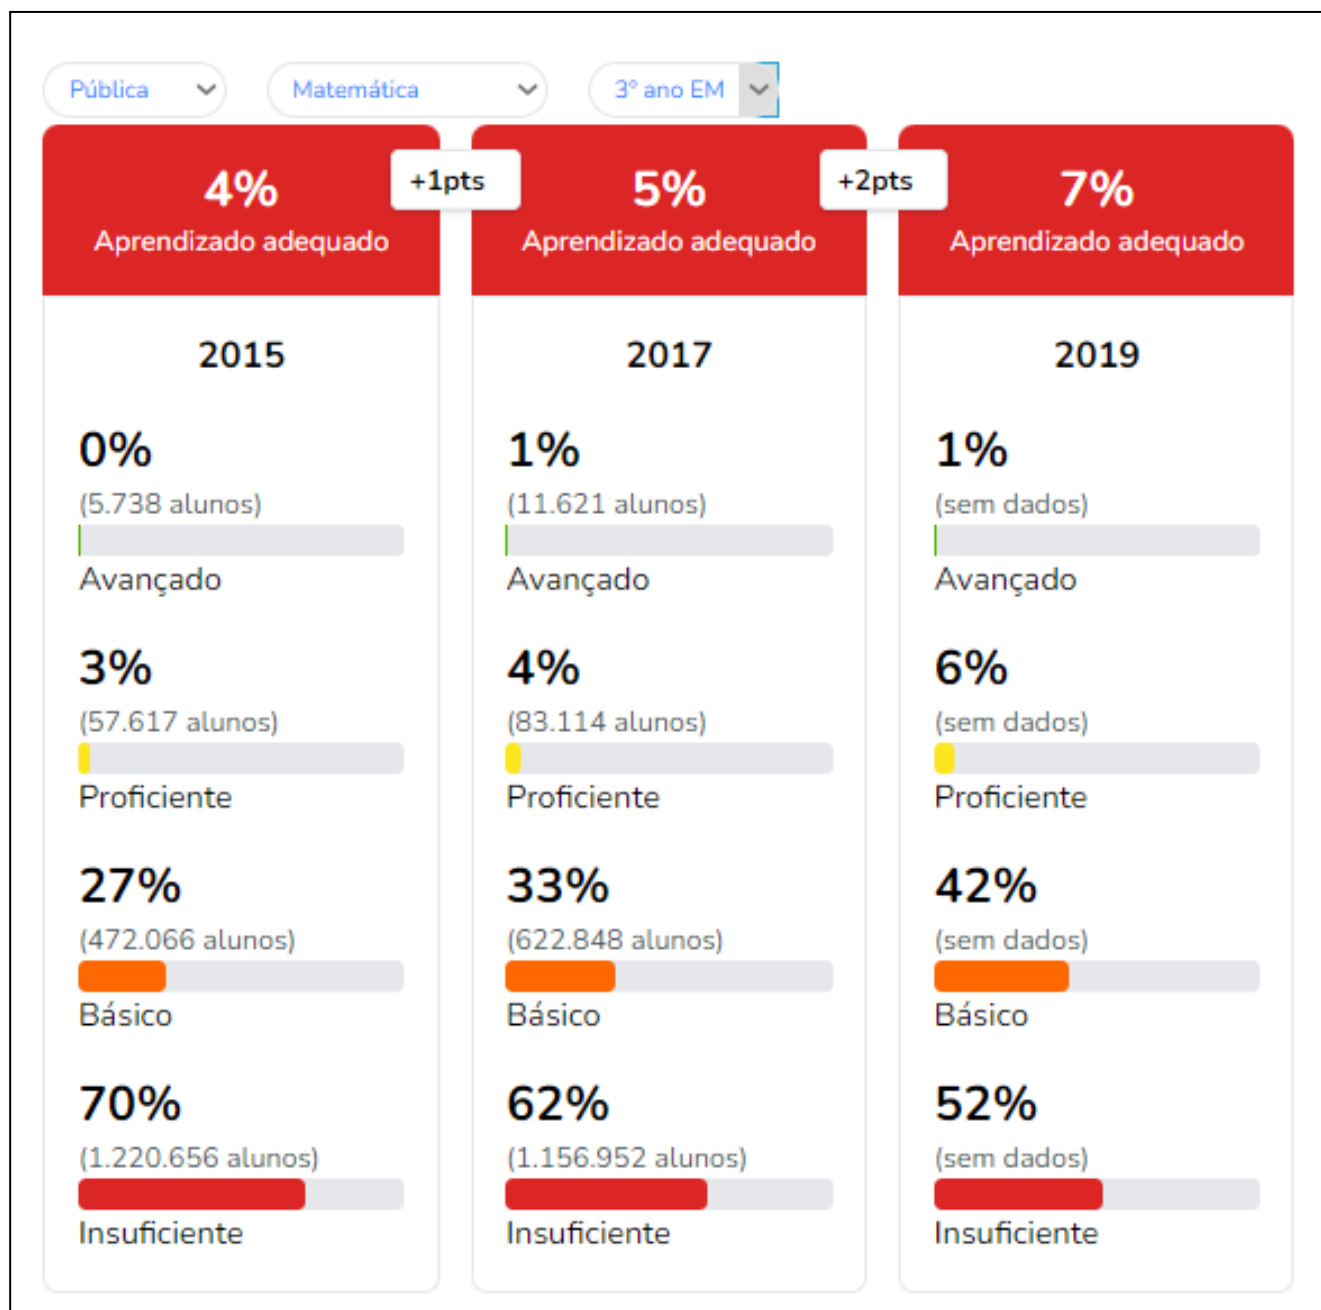 Pública
Matemática
3º ano EM
4%
Aprendizado adequado
+1pts
5%
Aprendizado adequado
+2pts
7%
Aprendizado adequado
2015
0%
(5.738 alunos)
Avançado
3%
(57.617 alunos)
Proficiente
27%
(472.066 alunos)
Básico
70%
(1.220.656 alunos)
Insuficiente
2017
1%
(11.621 alunos)
Avançado
4%
(83.114 alunos)
Proficiente
33%
(622.848 alunos)
Básico
62%
(1.156.952 alunos)
Insuficiente
2019
1%
(sem dados)
Avançado
6%
(sem dados)
Proficiente
42%
(sem dados)
Básico
52%
(sem dados)
Insuficiente